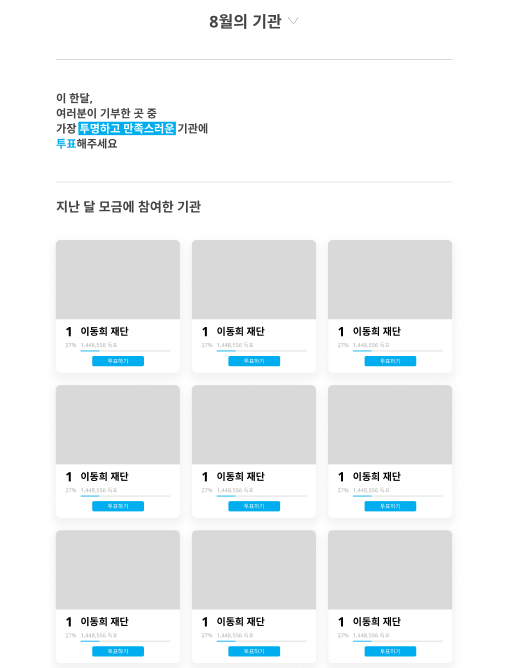 8월의 기관
이 한달,
여러분이 기부한 곳 중
가장 투명하고 만족스러운 기관에
투표해주세요
지난 달 모금에 참여한 기관
1 이동희 재단
27% 1,448,556 득표
투표하기
1 이동희 재단
27% 1,448,556 득표
투표하기
1 이동희 재단
27% 1,448,556 득표
투표하기
1 이동희 재단
27% 1,448,556 득표
투표하기
1 이동희 재단
27% 1,448,556 득표
투표하기
1 이동희 재단
27% 1,448,556 득표
투표하기
1 이동희 재단
27% 1,448,556 득표
투표하기
1 이동희 재단
27% 1,448,556 득표
투표하기
1 이동희 재단
27% 1,448,556 득표
투표하기